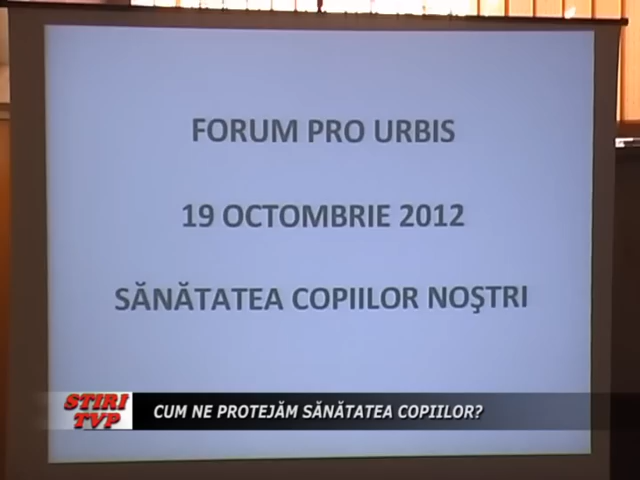 FORUM PRO URBIS
19 OCTOMBRIE 2012
SĂNĂTATEA COPIILOR NOŞTRI
STIRI
TVP
CUM NE PROTEJĂM SĂNĂTATEA COPIILOR?